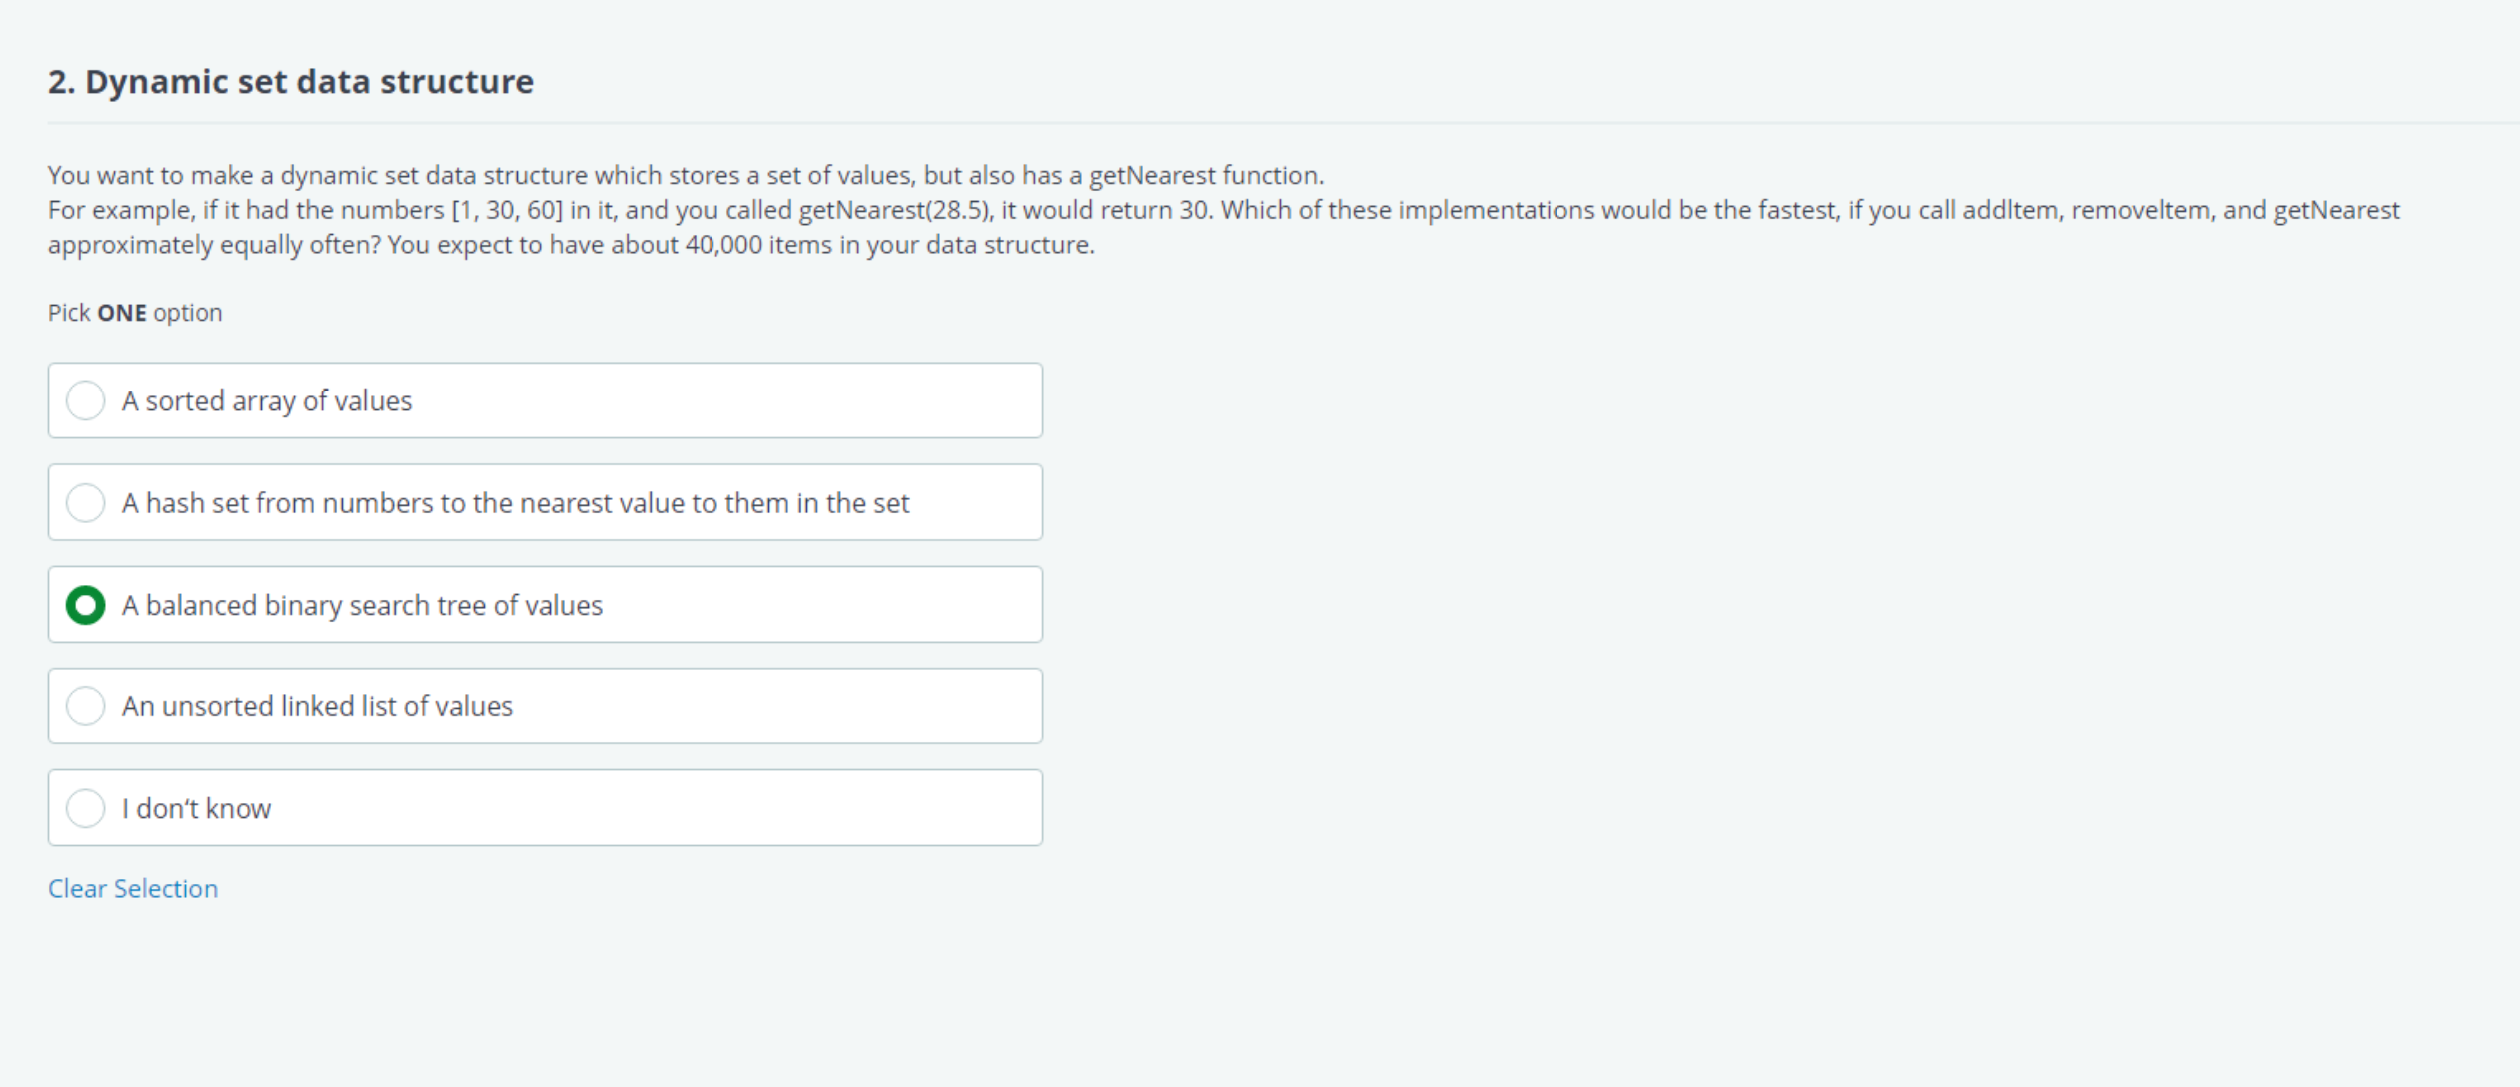 2. Dynamic set data structure
You want to make a dynamic set data structure which stores a set of values, but also has a getNearest function.
For example, if it had the numbers [1, 30, 60] in it, and you called getNearest(28.5), it would return 30. Which of these implementations would be the fastest, if you call addItem, removeItem, and getNearest
approximately equally often? You expect to have about 40,000 items in your data structure.
Pick ONE option
A sorted array of values
A hash set from numbers to the nearest value to them in the set
A balanced binary search tree of values
An unsorted linked list of values
I don‘t know
Clear Selection